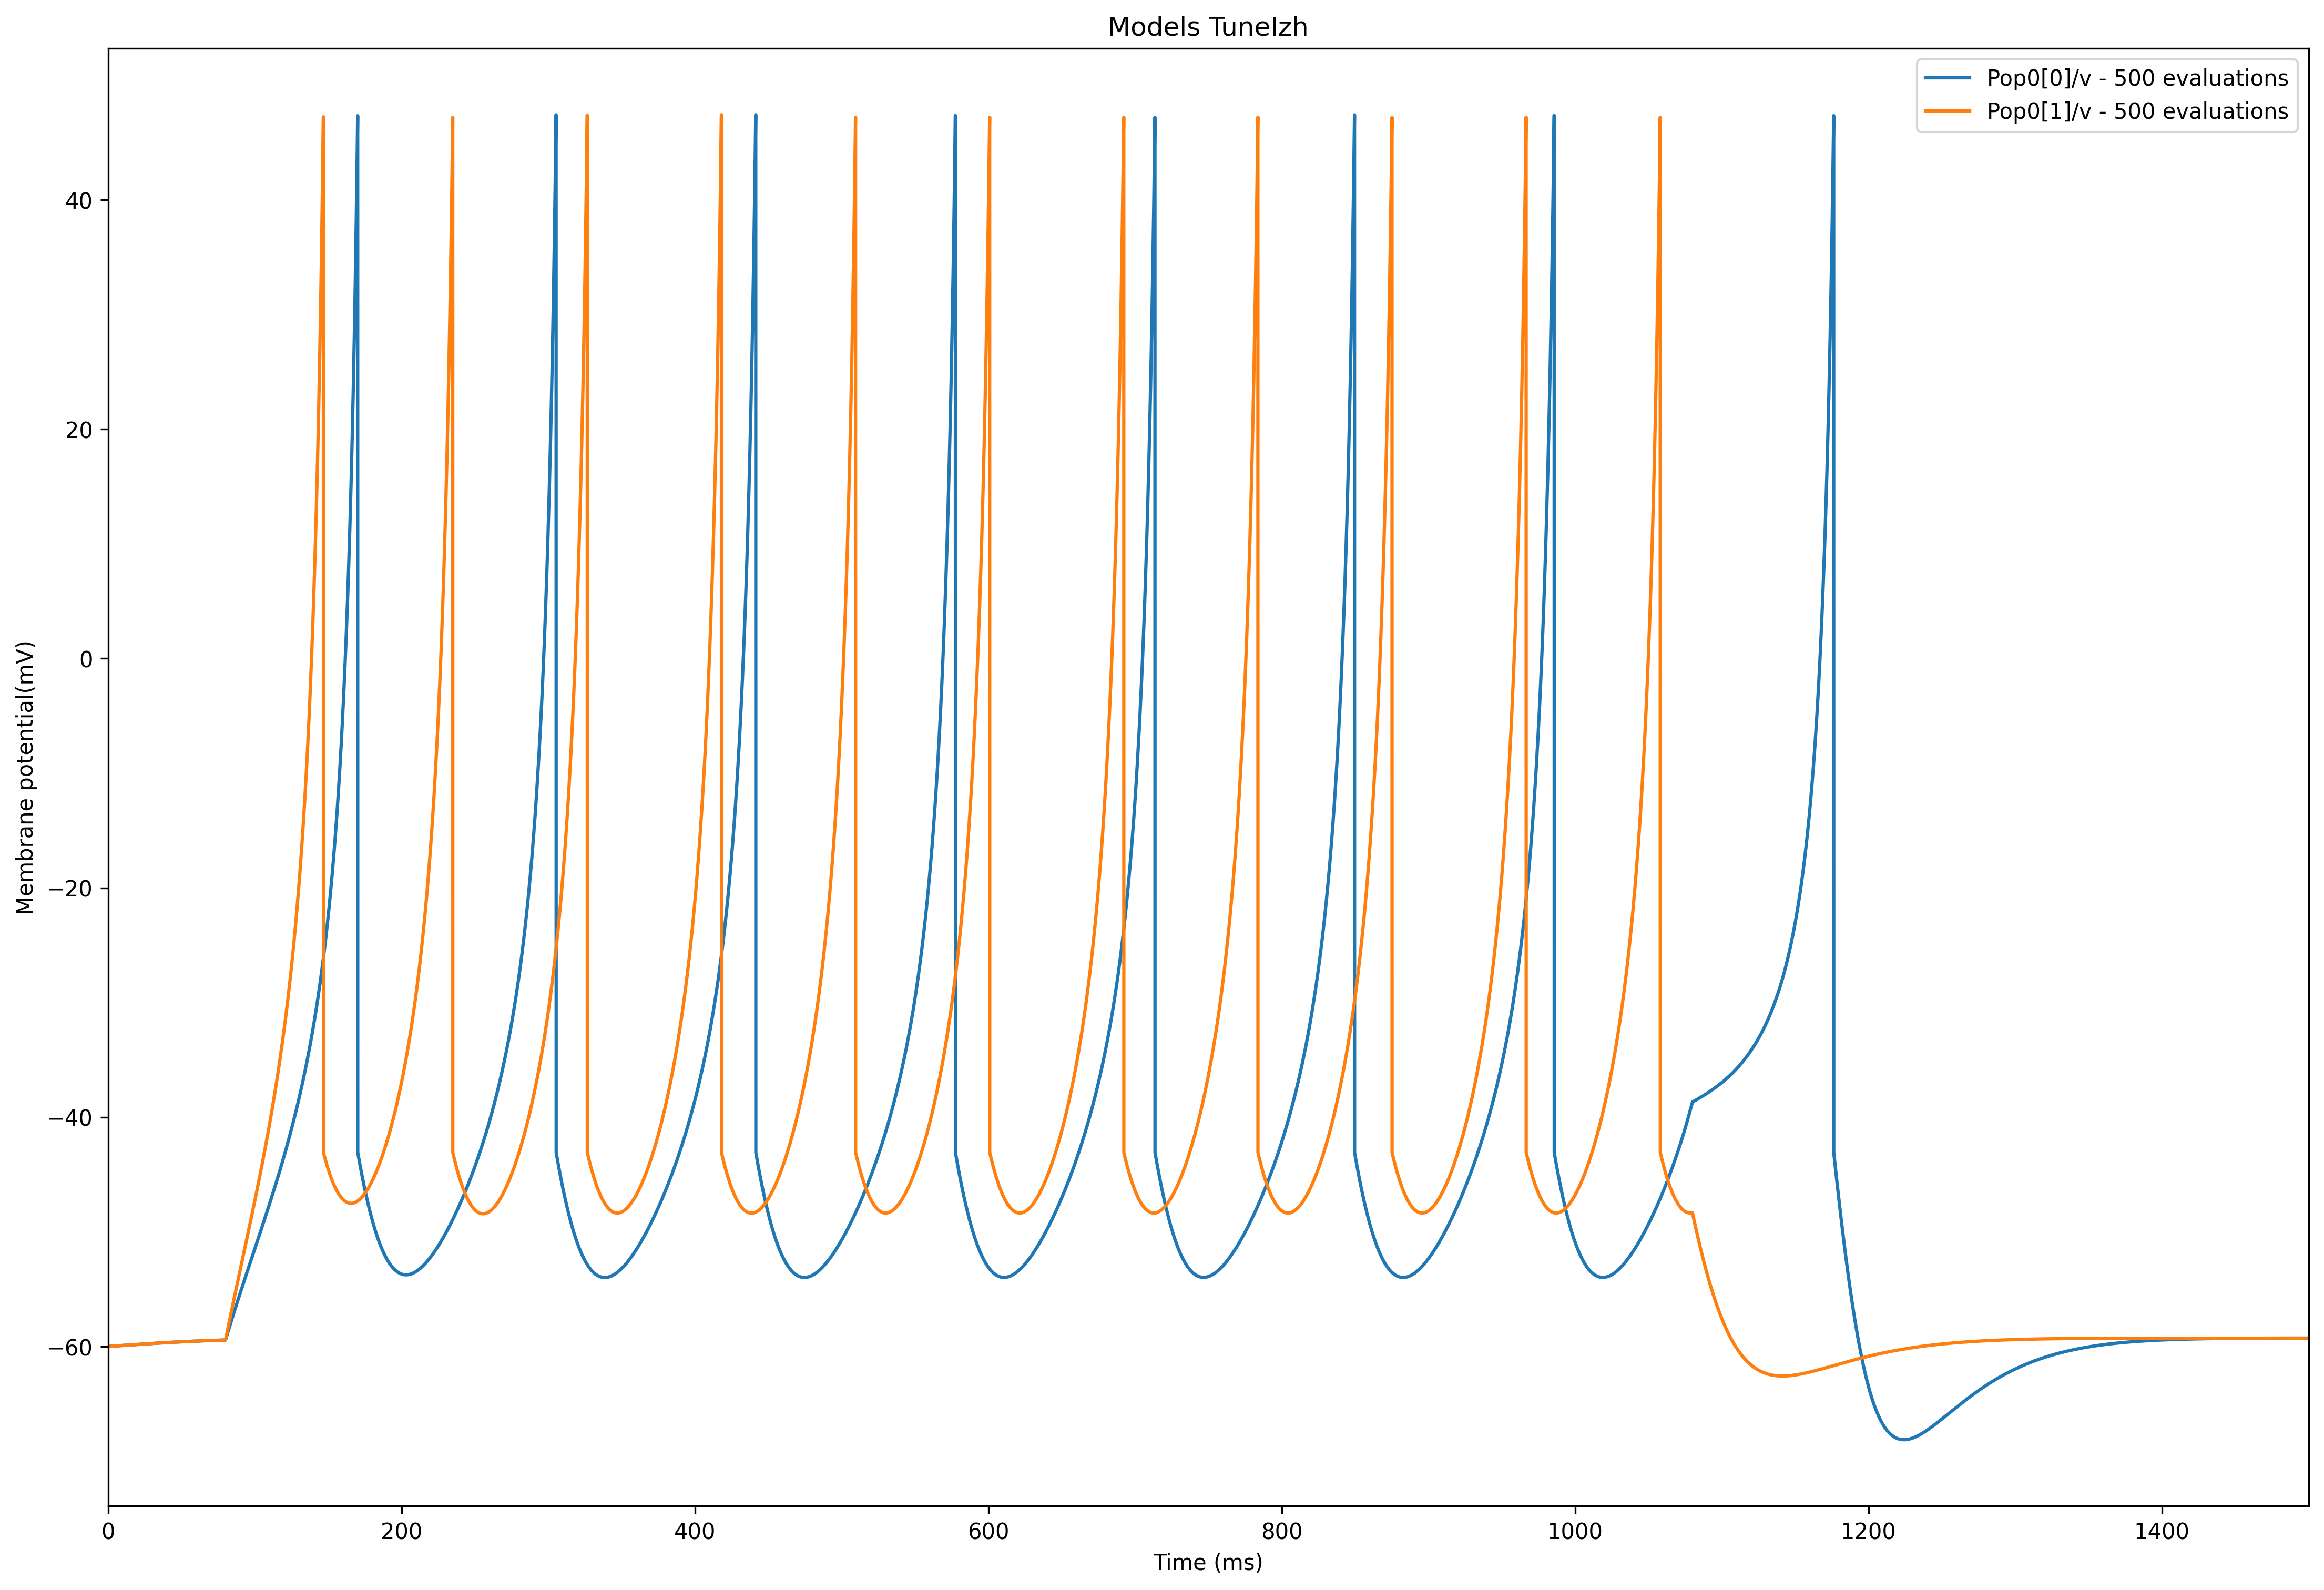 Models TuneIzh
Pop0[0]/v - 500 evaluations
Pop0[1]/v - 500 evaluations
Membrane potential(mV)
40
20
0
−20
−40
−60
0 200 400 600 800 1000 1200 1400
Time (ms)